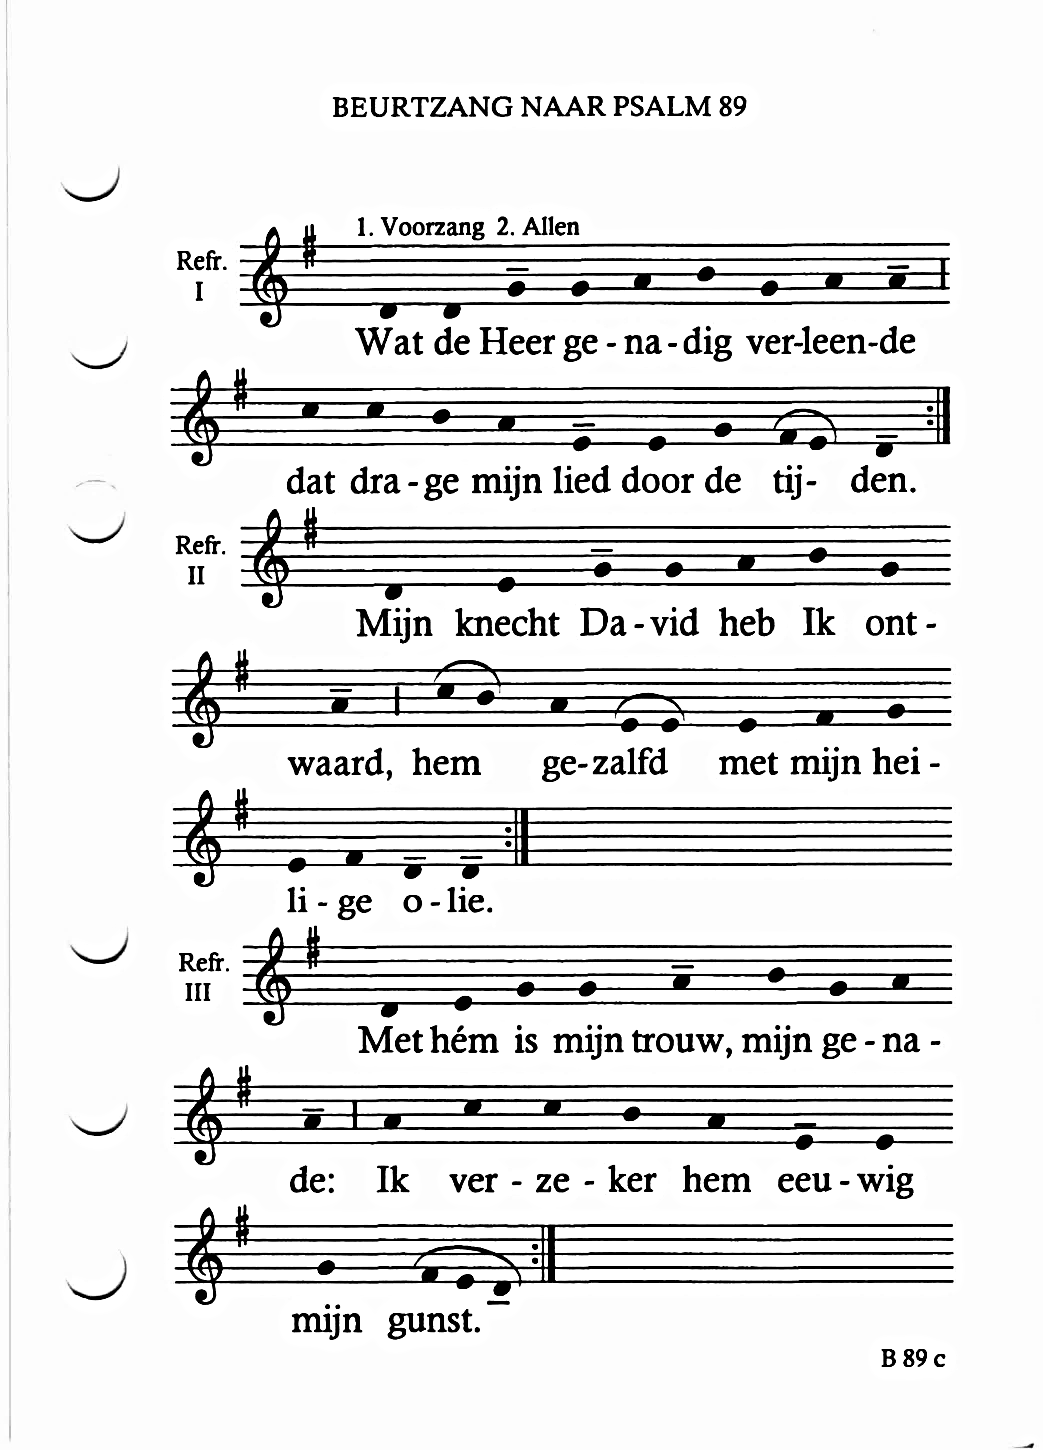 BEURTZANG NAAR PSALM 89
1. Voorzang 2. Allen
Refr.
I
Wat de Heer ge - na - dig ver-leen-de
dat dra - ge mijn lied door de tij- den.
Refr.
II
Mijn knecht Da - vid heb Ik ont -
waard, hem ge-zalfd met mijn hei -
li - ge o - lie.
Refr.
III
Met hém is mijn trouw, mijn ge - na -
de: Ik ver - ze - ker hem eeu - wig
mijn gunst.
B 89 c